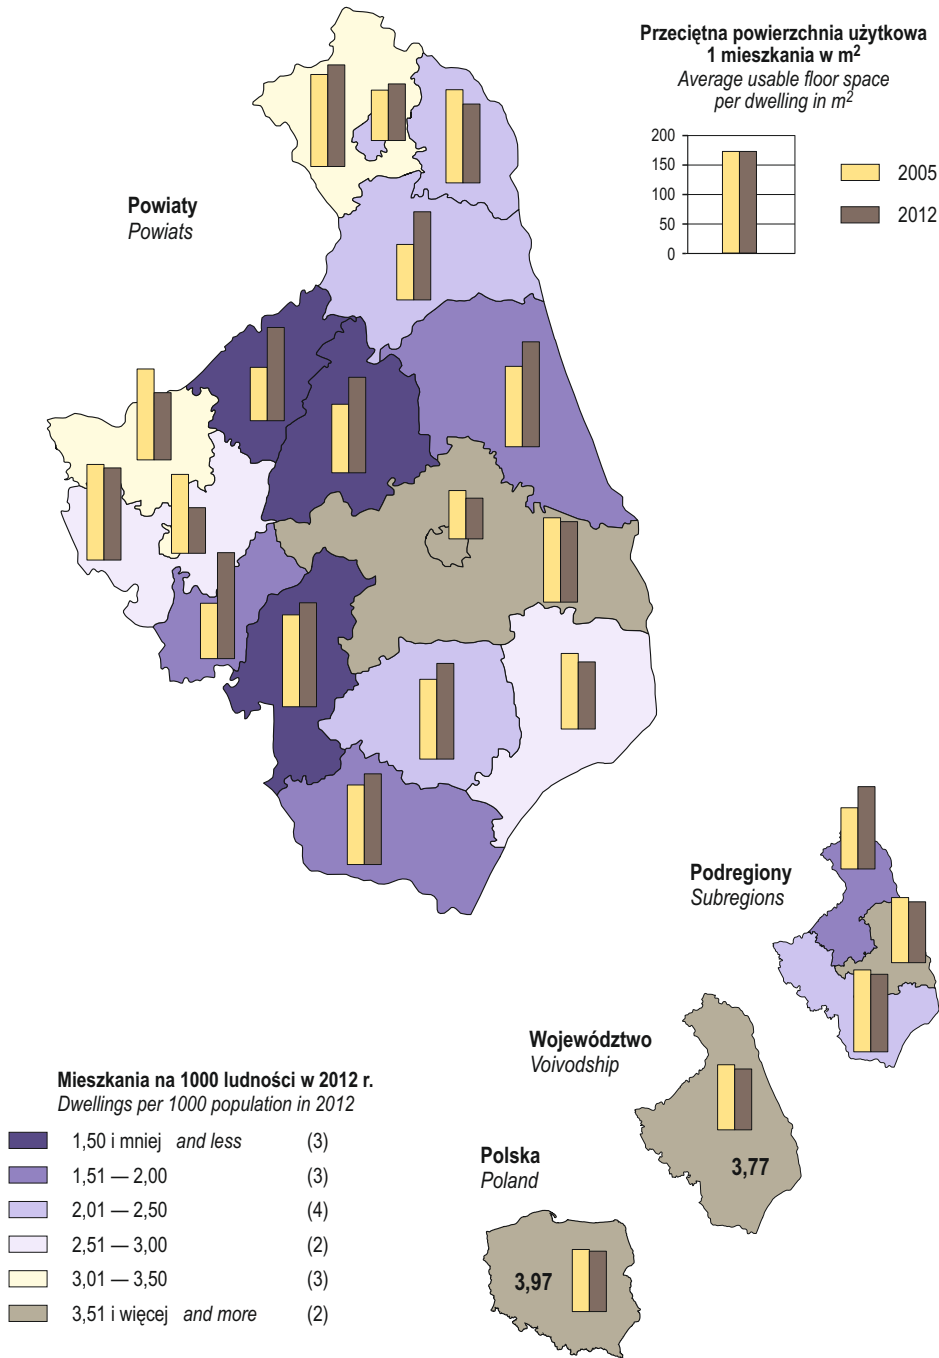 Przeciętna powierzchnia użytkowa
1 mieszkania w m²
Average usable floor space
per dwelling in m²
200
150
100
50
0
2005
2012
Powiaty
Powiats
Podregiony
Subregions
Województwo
Voivodship
3,77
Polska
Poland
3,97
Mieszkania na 1000 ludności w 2012 r.
Dwellings per 1000 population in 2012
1,50 i mniej and less (3)
1,51 — 2,00 (3)
2,01 — 2,50 (4)
2,51 — 3,00 (2)
3,01 — 3,50 (3)
3,51 i więcej and more (2)